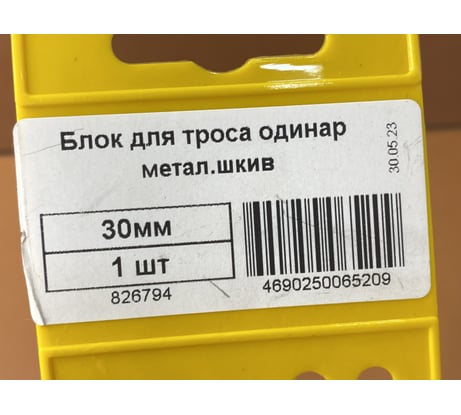 Блок для троса одинар
метал.шкив
30.05.23
30мм
1 шт
826794
4690250065209